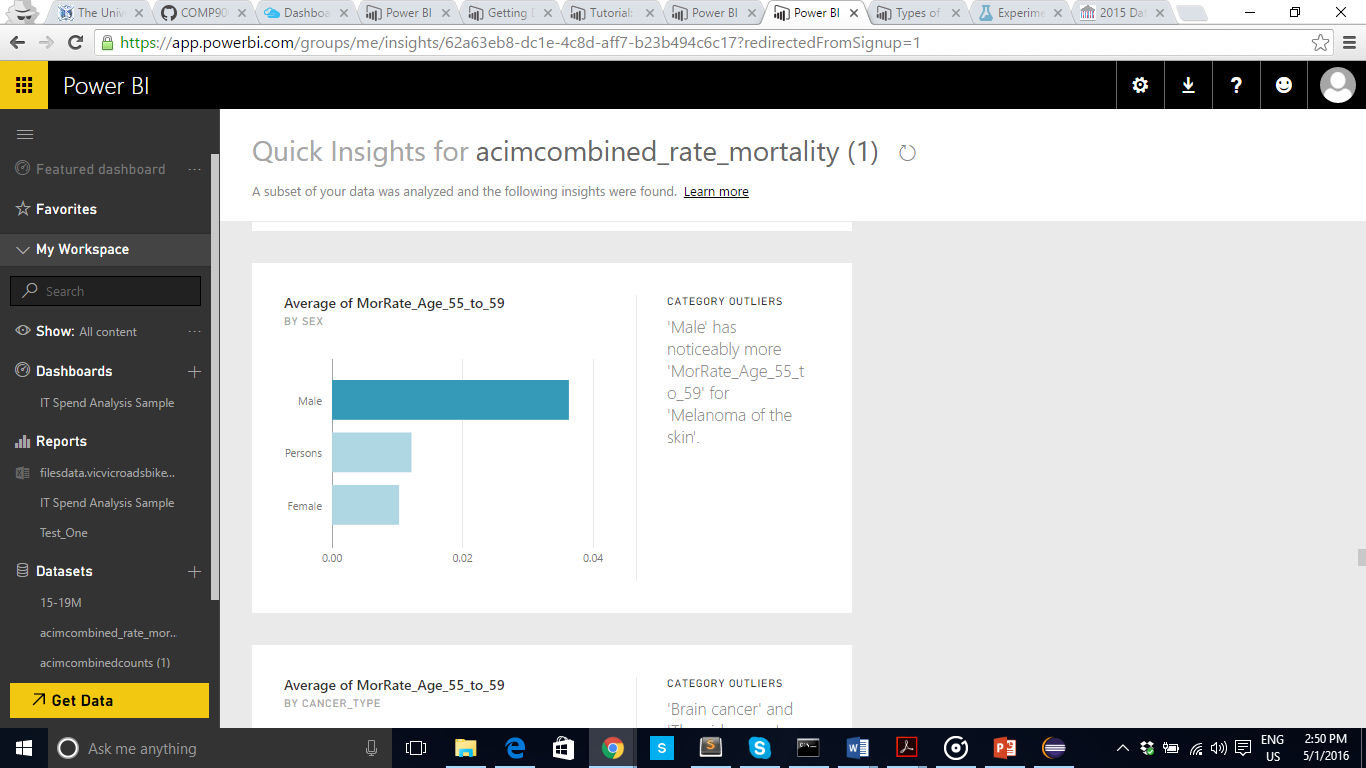 The Unive
COMP90
Dashboa
Power BI
Getting
Tutorial
Power BI
Power BI
Types of
Experime
2015 Dat
https://app.powerbi.com/groups/me/insights/62a63eb8-dc1e-4c8d-aff7-b23b494c6c17?redirectedFromSignup=1
Power BI
?
Featured dashboard ...
Favorites
My Workspace
Search
Show: All content ...
Dashboards +
IT Spend Analysis Sample
Reports
filesdata.vicvicroadsbike...
IT Spend Analysis Sample
Test_One
Datasets +
15-19M
acimcombined_rate_mor...
acimcombinedcounts (1)
Get Data
Quick Insights for acimcombined_rate_mortality (1)
A subset of your data was analyzed and the following insights were found. Learn more
Average of MorRate_Age_55_to_59
BY SEX
Male
Persons
Female
0.00 0.02 0.04
CATEGORY OUTLIERS
'Male' has
noticeably more
'MorRate_Age_55_t
o_59' for
'Melanoma of the
skin'.
Average of MorRate_Age_55_to_59
BY CANCER_TYPE
CATEGORY OUTLIERS
'Brain cancer' and
Ask me anything
ENG
US
2:50 PM
5/1/2016